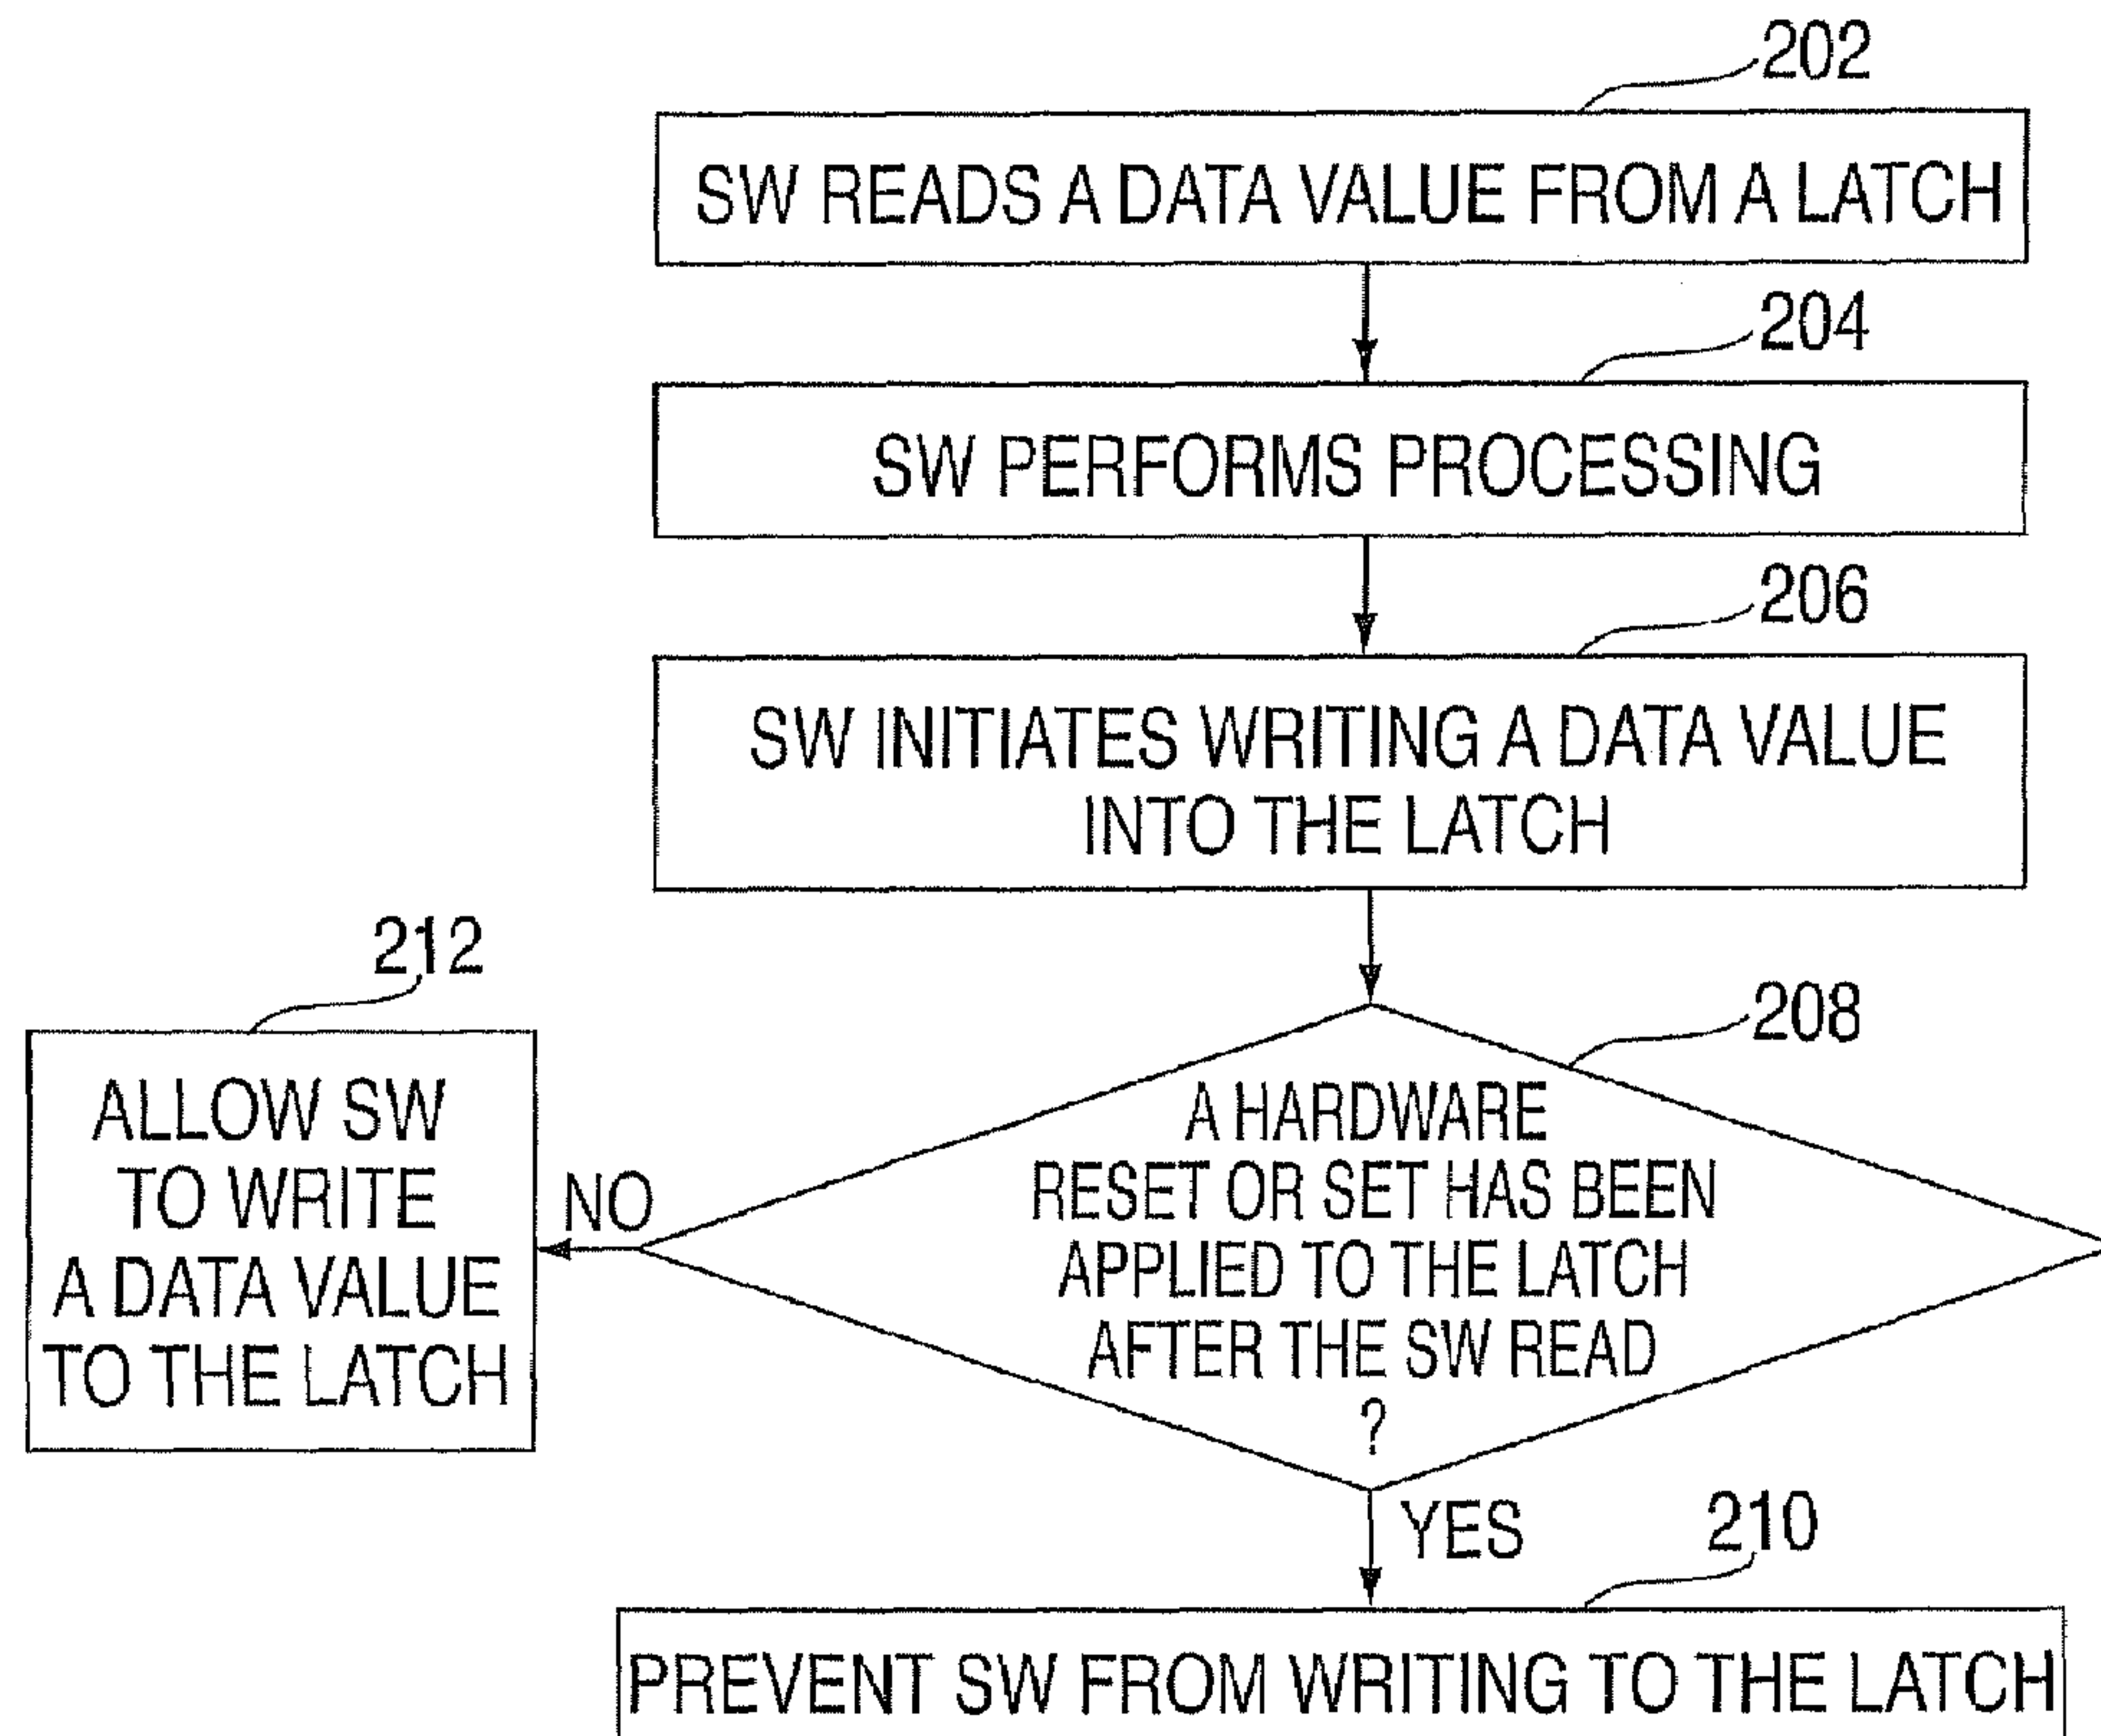 202
SW READS A DATA VALUE FROM A LATCH
204
SW PERFORMS PROCESSING
206
SW INITIATES WRITING A DATA VALUE
INTO THE LATCH
212
208
ALLOW SW
TO WRITE
A DATA VALUE
TO THE LATCH
NO
A HARDWARE
RESET OR SET HAS BEEN
APPLIED TO THE LATCH
AFTER THE SW READ
?
YES
210
PREVENT SW FROM WRITING TO THE LATCH